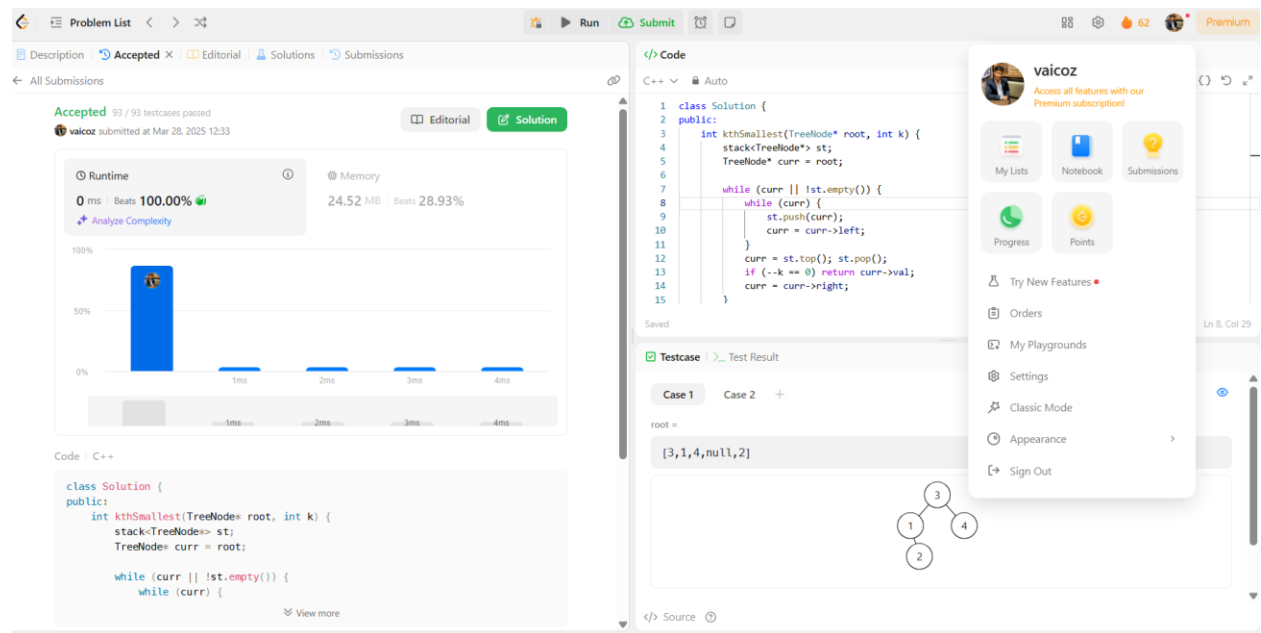 Problem List
Run
Submit
62
Premium
Description
Accepted
Editorial
Solutions
Submissions
All Submissions
Accepted 93 / 93 testcases passed
vaicoz submitted at Mar 28, 2025 12:33
Editorial
Solution
Runtime
0 ms Beats 100.00%
Analyze Complexity
Memory
24.52 MB Beats 28.93%
100%
50%
0%
1ms 2ms 3ms 4ms
1ms 2ms 3ms 4ms
Code C++
class Solution {
public:
    int kthSmallest(TreeNode* root, int k) {
        stack<TreeNode*> st;
        TreeNode* curr = root;
        while (curr || !st.empty()) {
            while (curr) {
View more
</> Code
C++ Auto
{}
1 class Solution {
2 public:
3     int kthSmallest(TreeNode* root, int k) {
4         stack<TreeNode*> st;
5         TreeNode* curr = root;
6
7         while (curr || !st.empty()) {
8             while (curr) {
9                 st.push(curr);
10                 curr = curr->left;
11             }
12             curr = st.top(); st.pop();
13             if (--k == 0) return curr->val;
14             curr = curr->right;
15         }
Saved
Ln 8, Col 29
Testcase
>_ Test Result
Case 1 Case 2 +
root =
[3,1,4,null,2]
3
1 4
2
</> Source
vaicoz
Access all features with our
Premium subscription!
My Lists Notebook Submissions
Progress Points
Try New Features
Orders
My Playgrounds
Settings
Classic Mode
Appearance
Sign Out